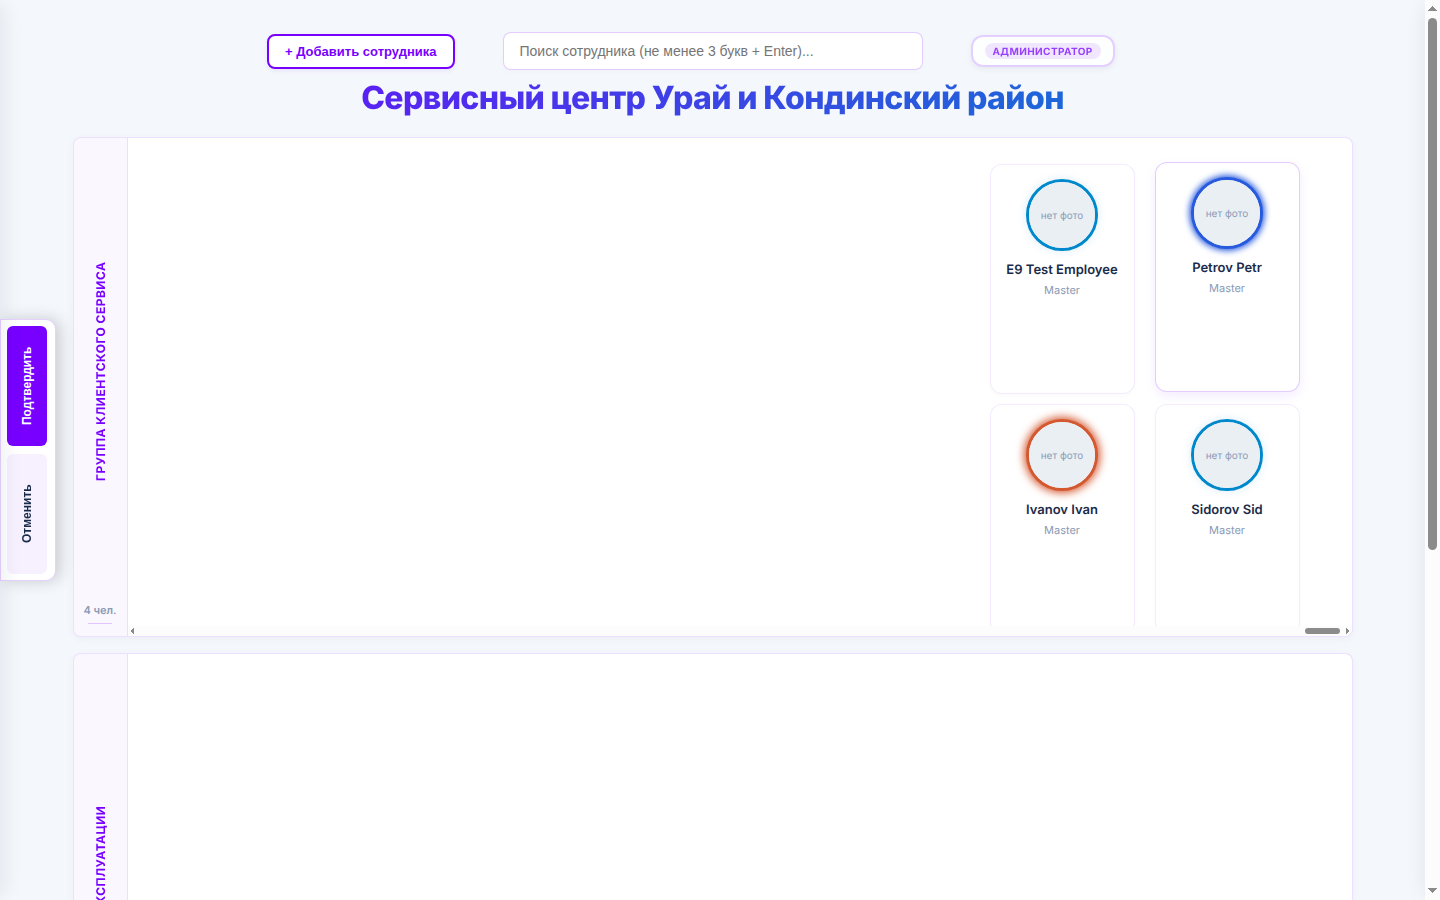 + Добавить сотрудника
Поиск сотрудника (не менее 3 букв + Enter)...
АДМИНИСТРАТОР
Сервисный центр Урай и Кондинский район
Подтвердить
Отменить
ГРУППА КЛИЕНТСКОГО СЕРВИСА
4 чел.
нет фото
E9 Test Employee
Master
нет фото
Petrov Petr
Master
нет фото
Ivanov Ivan
Master
нет фото
Sidorov Sid
Master
КСПЛУАТАЦИИ